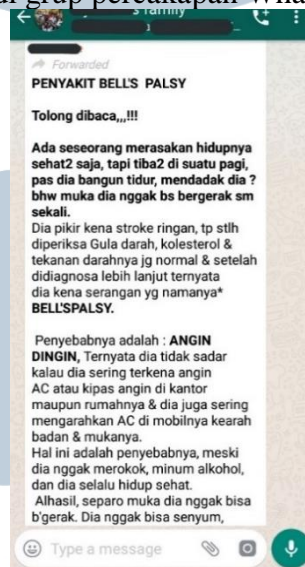 di grup percakapan Wha
s family
Forwarded
PENYAKIT BELL'S PALSY
Tolong dibaca,,,!!!
Ada seseorang merasakan hidupnya
sehat2 saja, tapi tiba2 di suatu pagi,
pas dia bangun tidur, mendadak dia ?
bhw muka dia nggak bs bergerak sm
sekali.
Dia pikir kena stroke ringan, tp stlh
diperiksa Gula darah, kolesterol &
tekanan darahnya jg normal & setelah
didiagnosa lebih lanjut ternyata
dia kena serangan yg namanya*
BELL'SPALSY.
Penyebabnya adalah : ANGIN
DINGIN, Ternyata dia tidak sadar
kalau dia sering terkena angin
AC atau kipas angin di kantor
maupun rumahnya & dia juga sering
mengarahkan AC di mobilnya kearah
badan & mukanya.
Hal ini adalah penyebabnya, meski
dia nggak merokok, minum alkohol,
dan dia selalu hidup sehat.
Alhasil, separo muka dia nggak bisa
b'gerak. Dia nggak bisa senyum,
Type a message